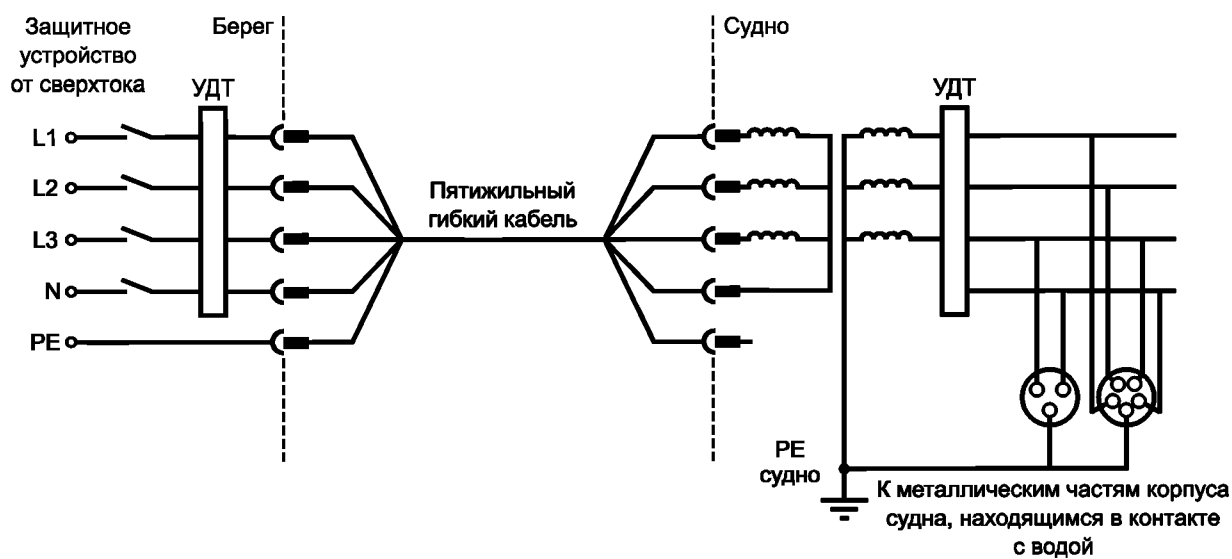 Защитное
устройство
от сверхтока
Берег
Судно
УДТ
УДТ
L1
L2
L3
N
PE
Пятижильный
гибкий кабель
PE
судно
К металлическим частям корпуса
судна, находящимся в контакте
с водой